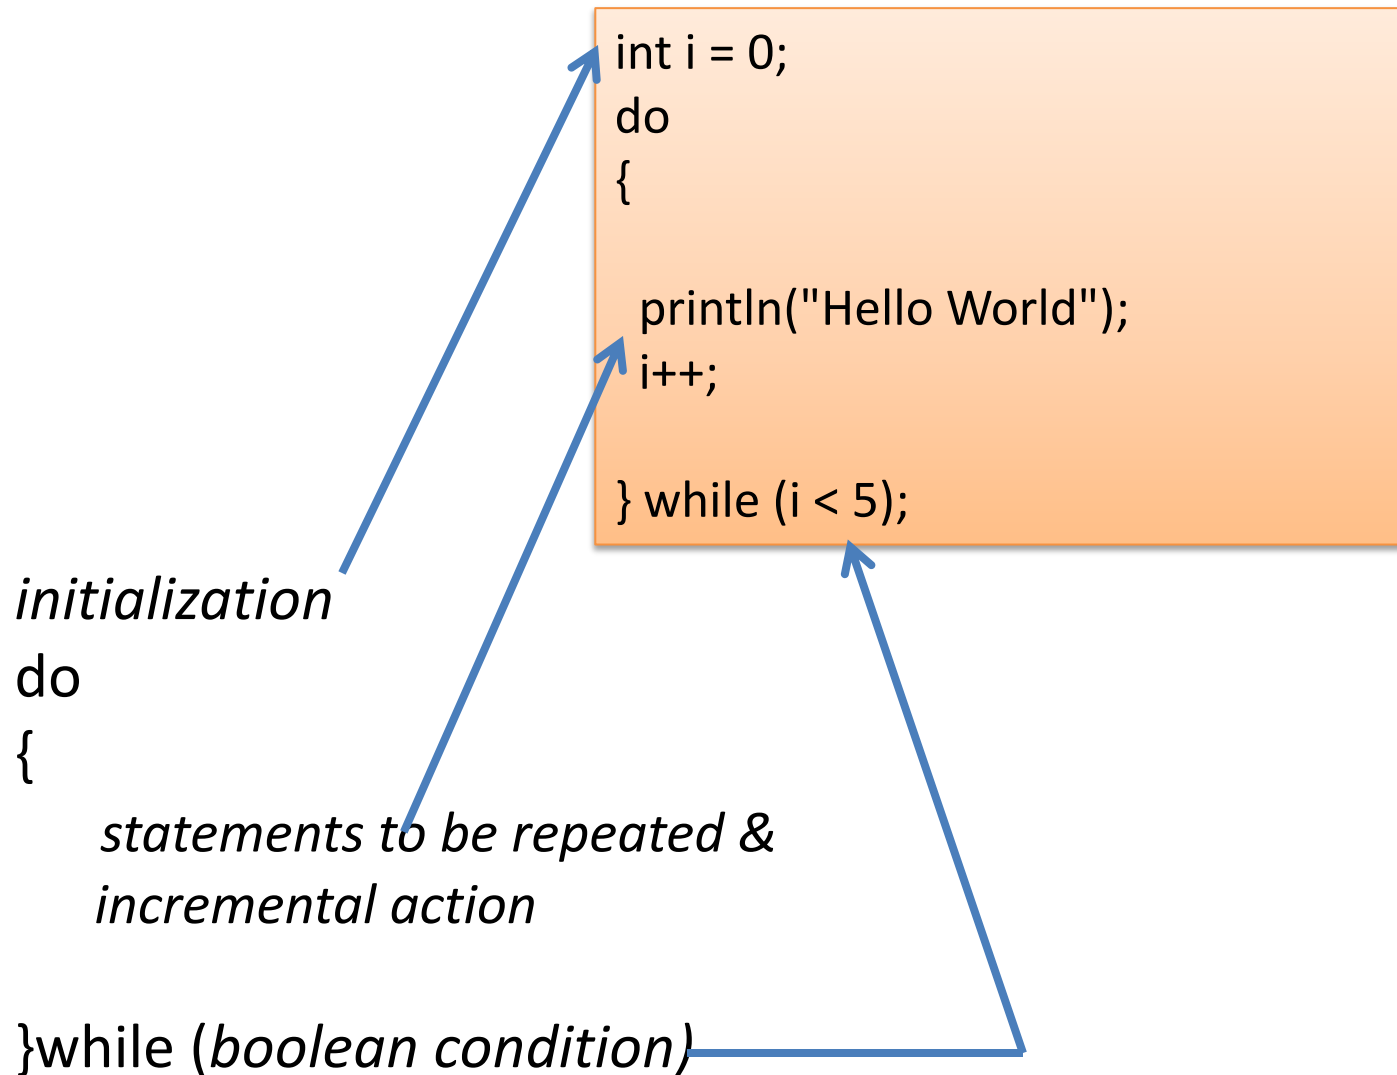 int i = 0;
do
{
println("Hello World");
i++;
} while (i < 5);
initialization
do
{
statements to be repeated &
incremental action
}while (boolean condition)